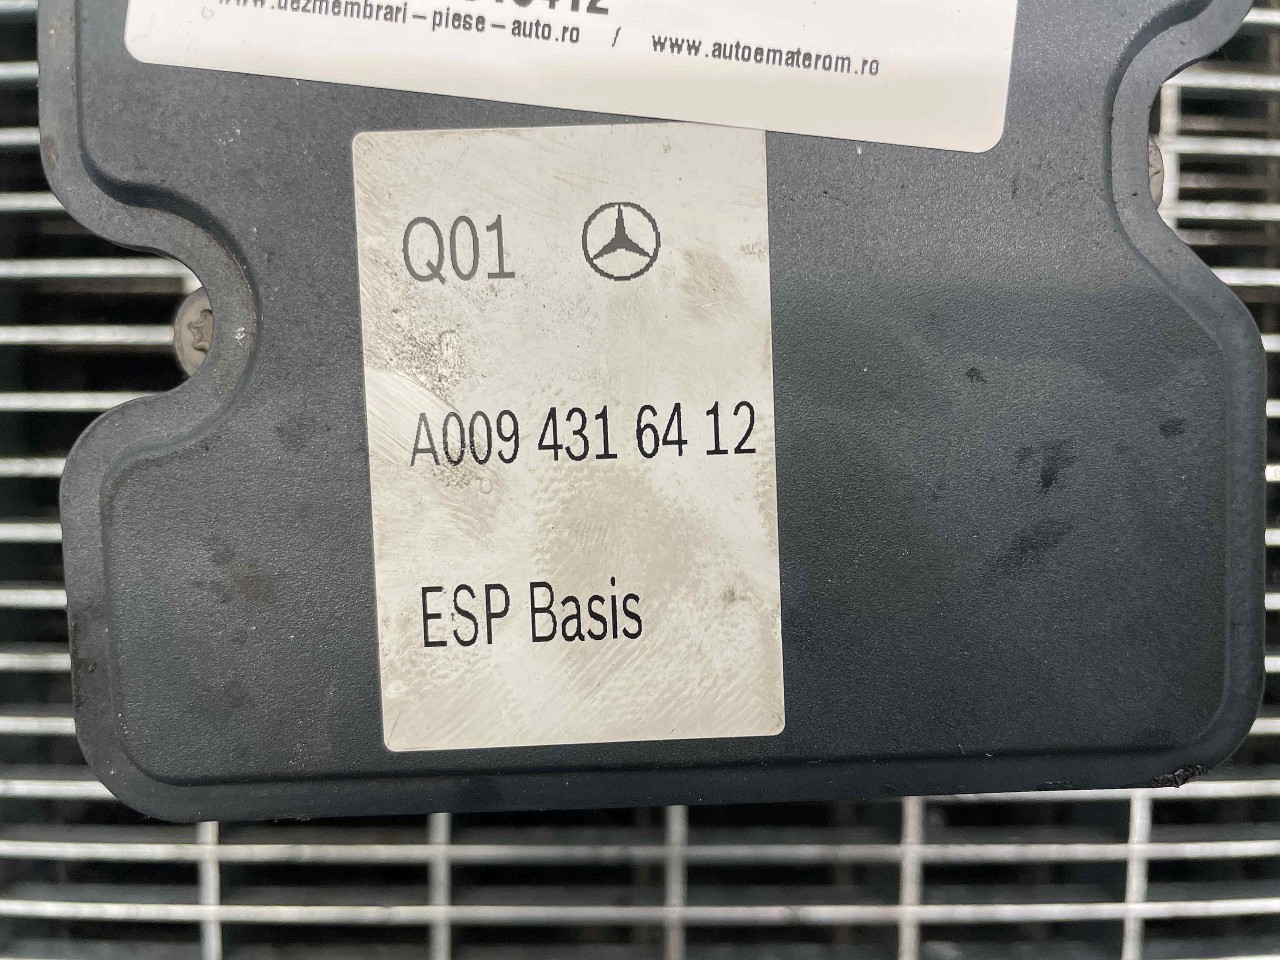 www.dezmembrari-piese-auto.ro / www.autoematerom.ro
Q01
A009 431 64 12
ESP Basis